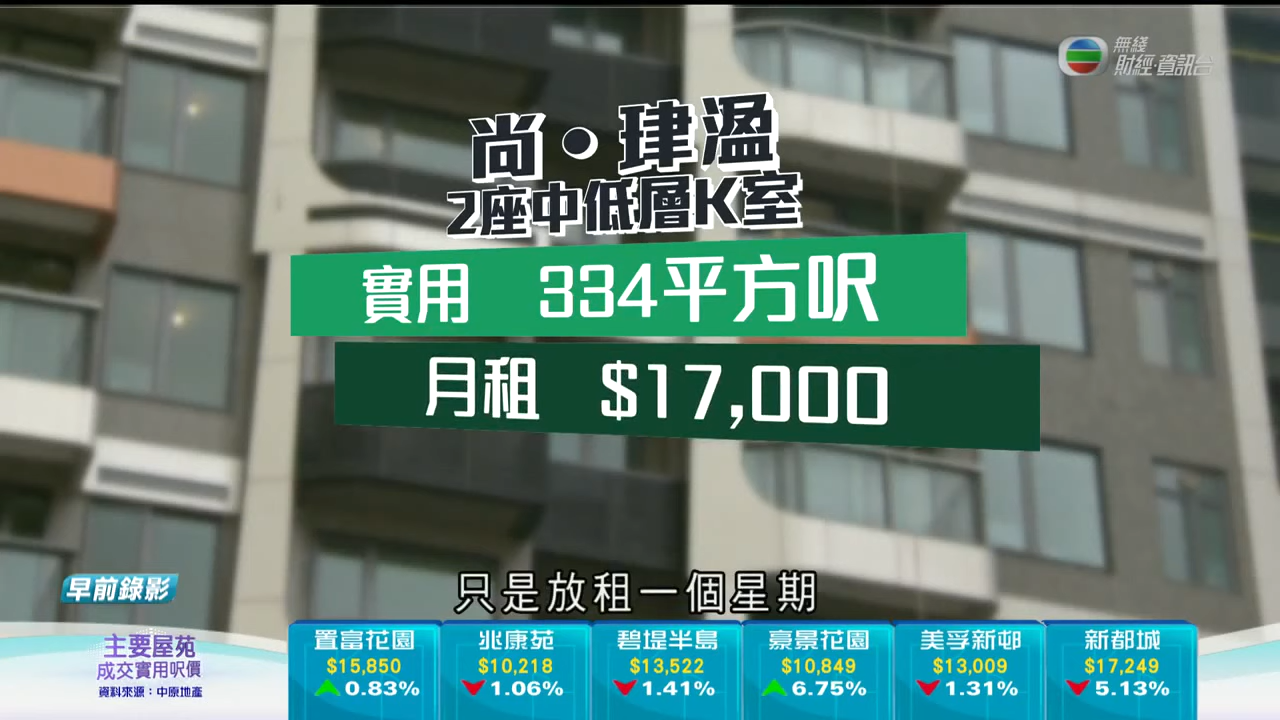 無綫
財經·資訊台
尚·珒溋
2座中低層K室
實用 334平方呎
月租 $17,000
早前錄影
只是放租一個星期
主要屋苑
成交實用呎價
資料來源：中原地產
置富花園 兆康苑 碧堤半島 豪景花園 美孚新邨 新都城
$15,850 $10,218 $13,522 $10,849 $13,009 $17,249
0.83% 1.06% 1.41% 6.75% 1.31% 5.13%